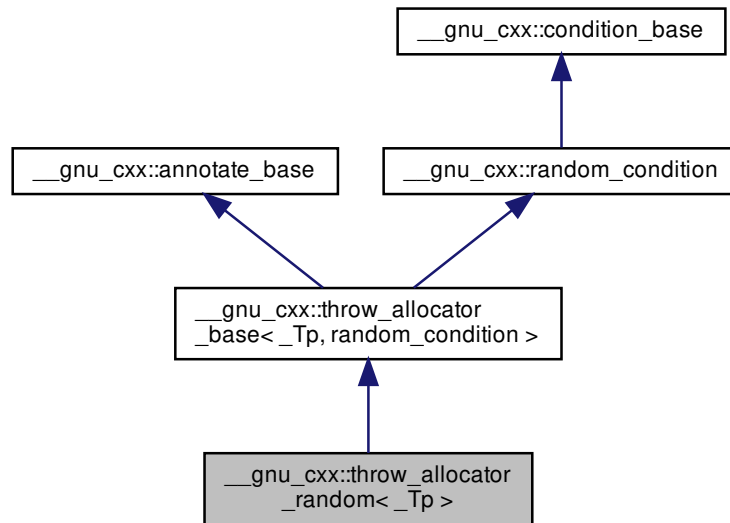 __gnu_cxx::condition_base
__gnu_cxx::annotate_base
__gnu_cxx::random_condition
__gnu_cxx::throw_allocator
_base< _Tp, random_condition >
__gnu_cxx::throw_allocator
_random< _Tp >